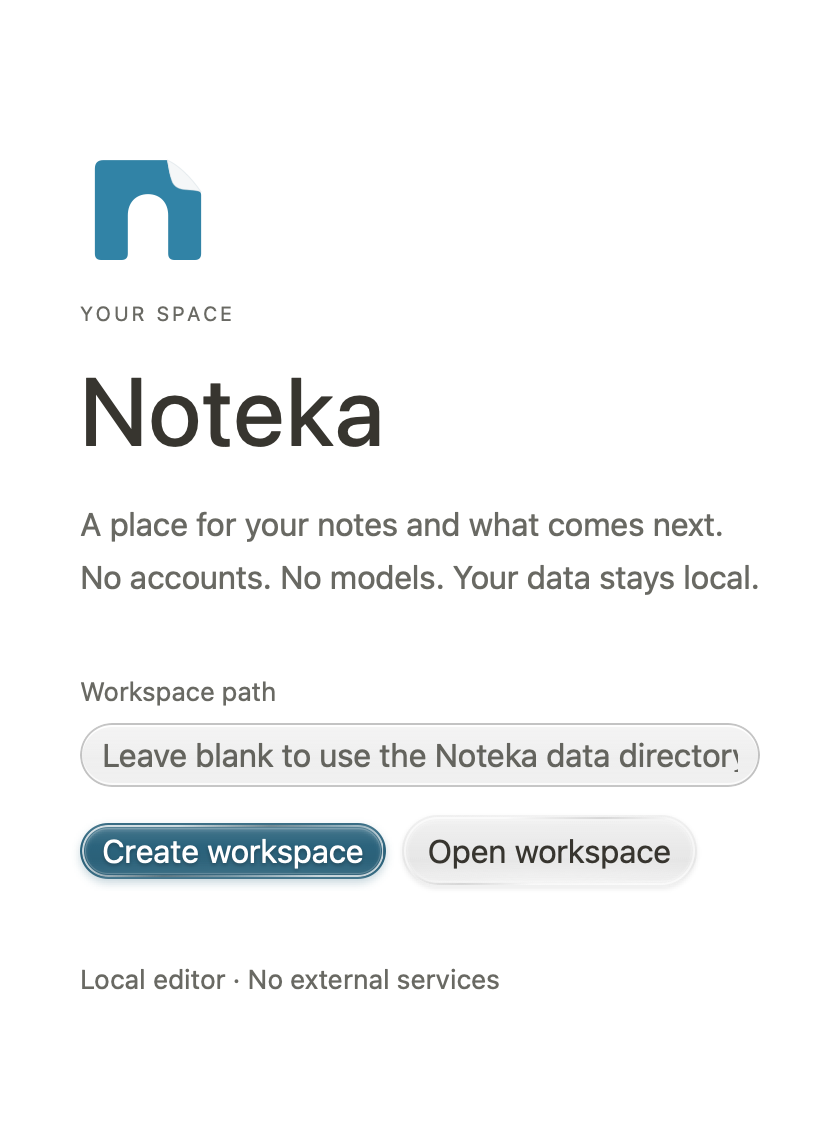 YOUR SPACE
Noteka
A place for your notes and what comes next.
No accounts. No models. Your data stays local.
Workspace path
Leave blank to use the Noteka data directory
Create workspace
Open workspace
Local editor · No external services